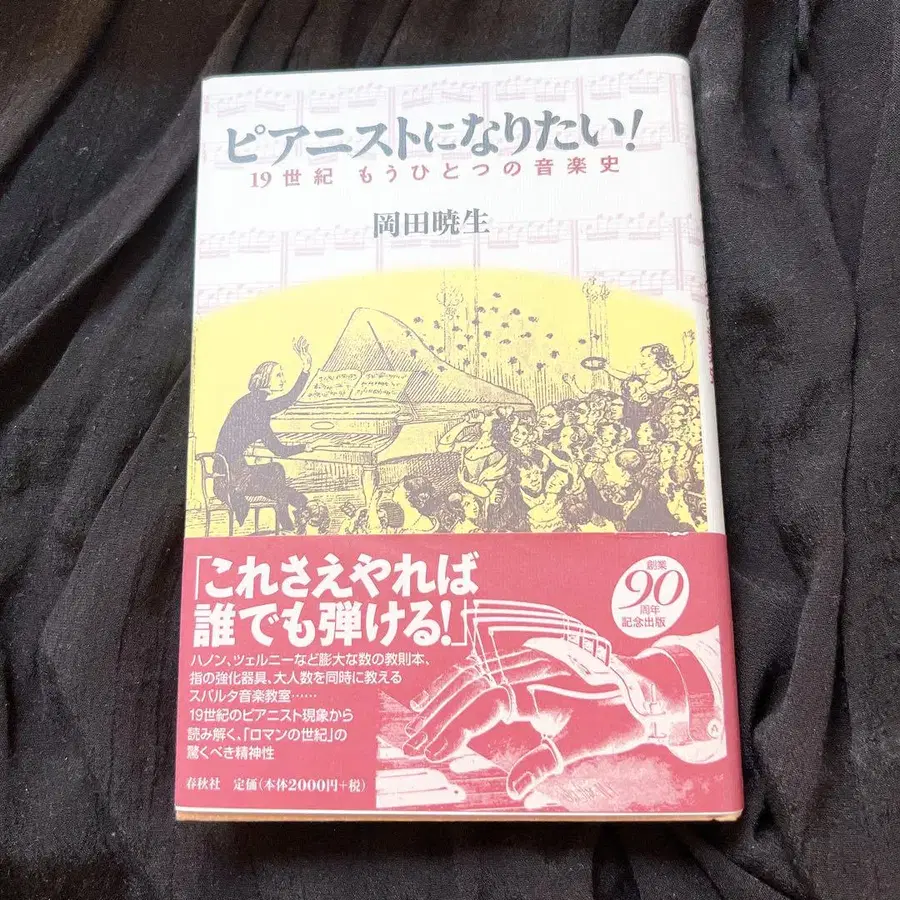 ピアニストになりたい!
19世紀 もうひとつの音楽史
岡田暁生
「これさえやれば
誰でも弾ける!」
創業
90
周年
記念出版
ハノン、ツェルニーなど膨大な数の教則本、
指の強化器具、大人数を同時に教える
スパルタ音楽教室……
19世紀のピアニスト現象から
読み解く、「ロマンの世紀」の
驚くべき精神性
春秋社 定価(本体2000円+税)